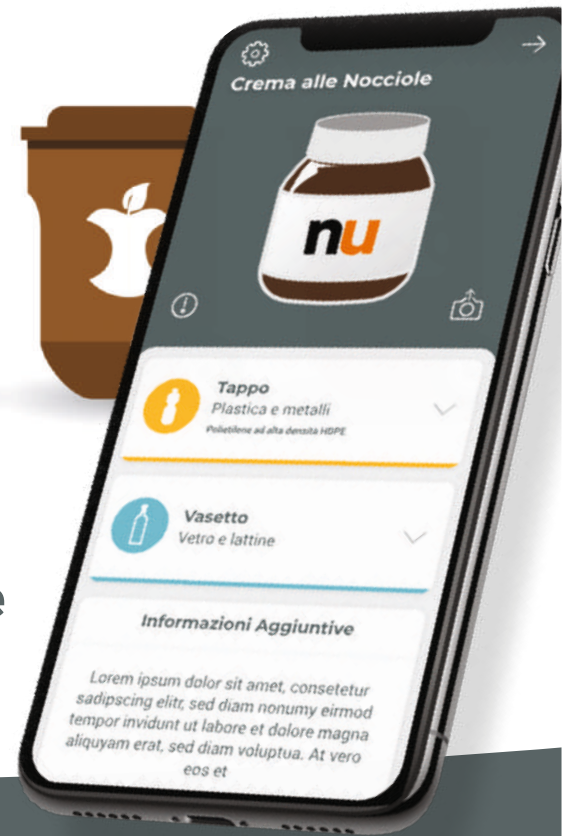 Crema alle Nocciole
nu
Tappo
Plastica e metalli
Polietilene ad alta densità HDPE
Vasetto
Vetro e lattine
e
Informazioni Aggiuntive
Lorem ipsum dolor sit amet, consetetur
sadipscing elitr, sed diam nonumy eirmod
tempor invidunt ut labore et dolore magna
aliquyam erat, sed diam voluptua. At vero
eos et